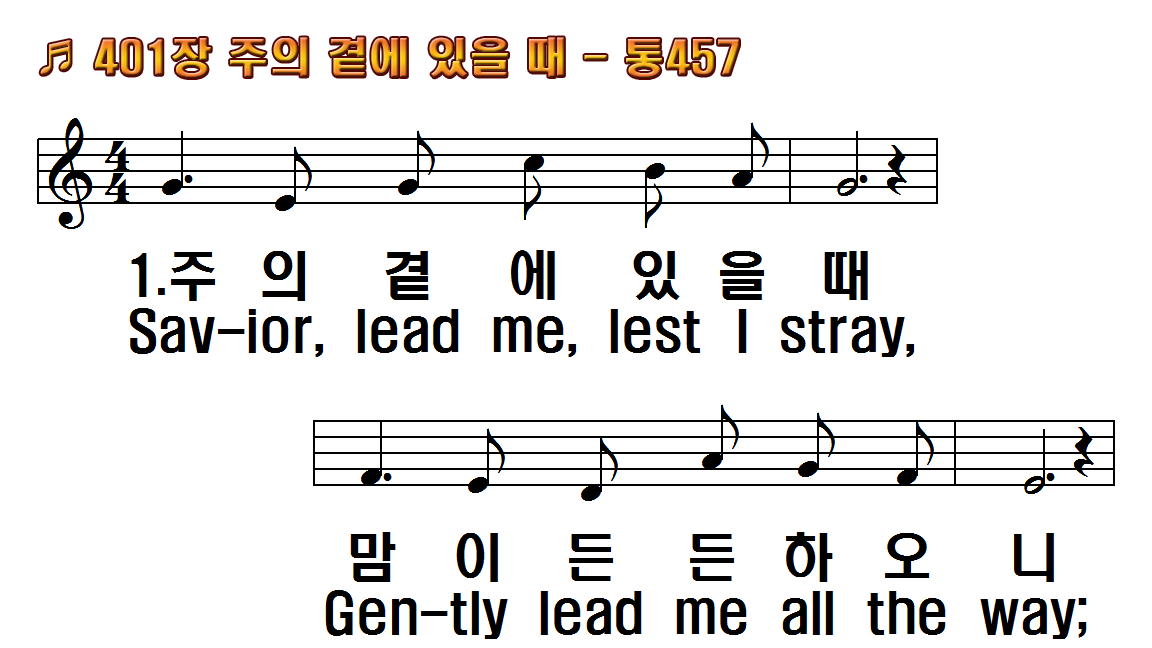 ♬ 401장 주의 곁에 있을 때 - 통457
1.주 의 곁 에 있 을 때
Sav-ior, lead me, lest I stray,
맘 이 든 든 하 오 니
Gen-tly lead me all the way;